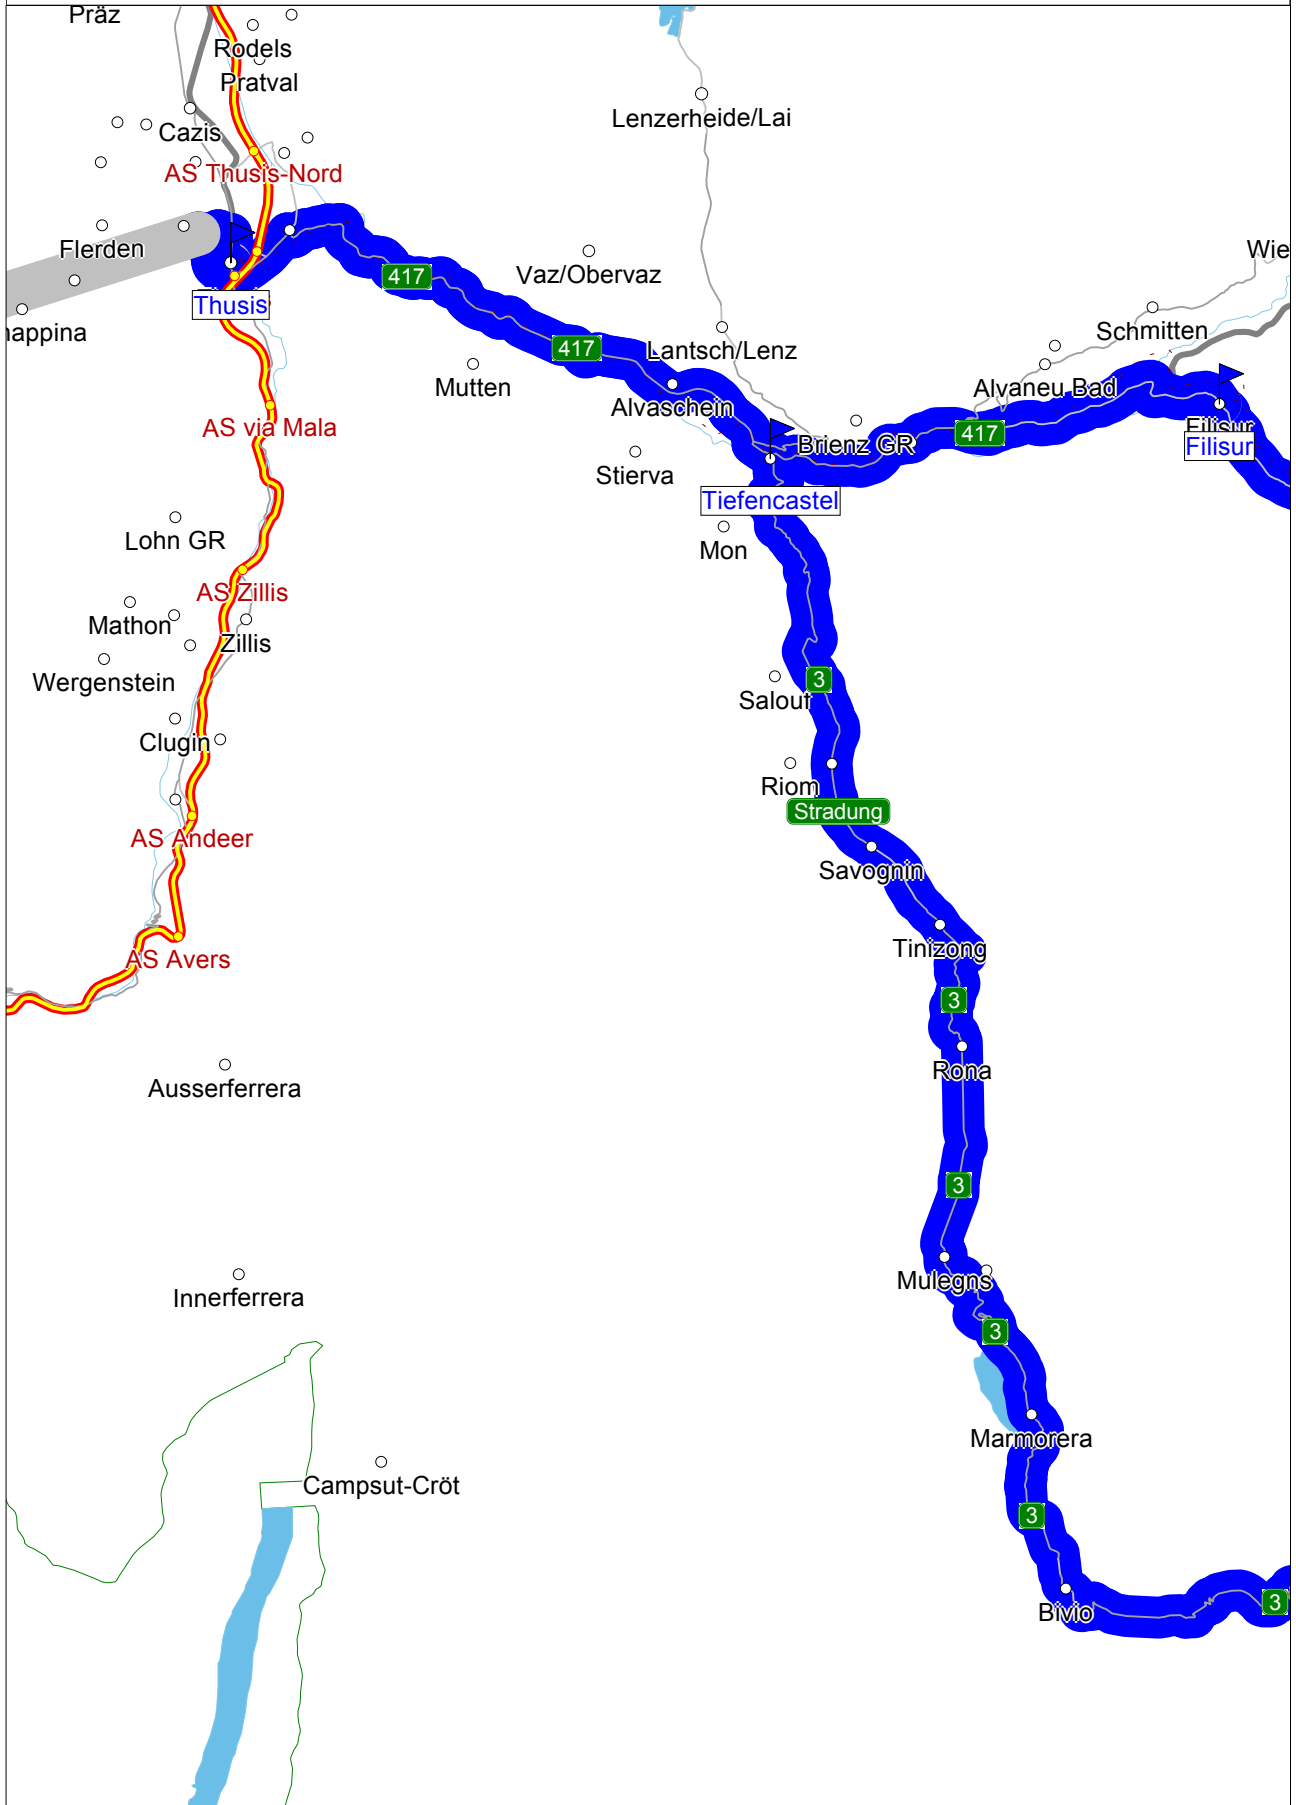 Präz
Rodels
Pratval
Lenzerheide/Lai
Cazis
AS Thusis-Nord
Flerden
Wie
Vaz/Obervaz
417
Thusis
nappina
Schmitten
417
Lantsch/Lenz
Mutten
Alvaneu Bad
Alvaschein
AS via Mala
Filisur
417
Brienz GR
Filisur
Stierva
Tiefencastel
Lohn GR
Mon
AS Zillis
Mathon
Zillis
Wergenstein
3
Salouf
Clugin
Riom
Stradung
AS Andeer
Savognin
Tinizong
AS Avers
3
Rona
Ausserferrera
3
Mulegns
Innerferrera
3
Marmorera
Campsut-Cröt
3
3
Bivio